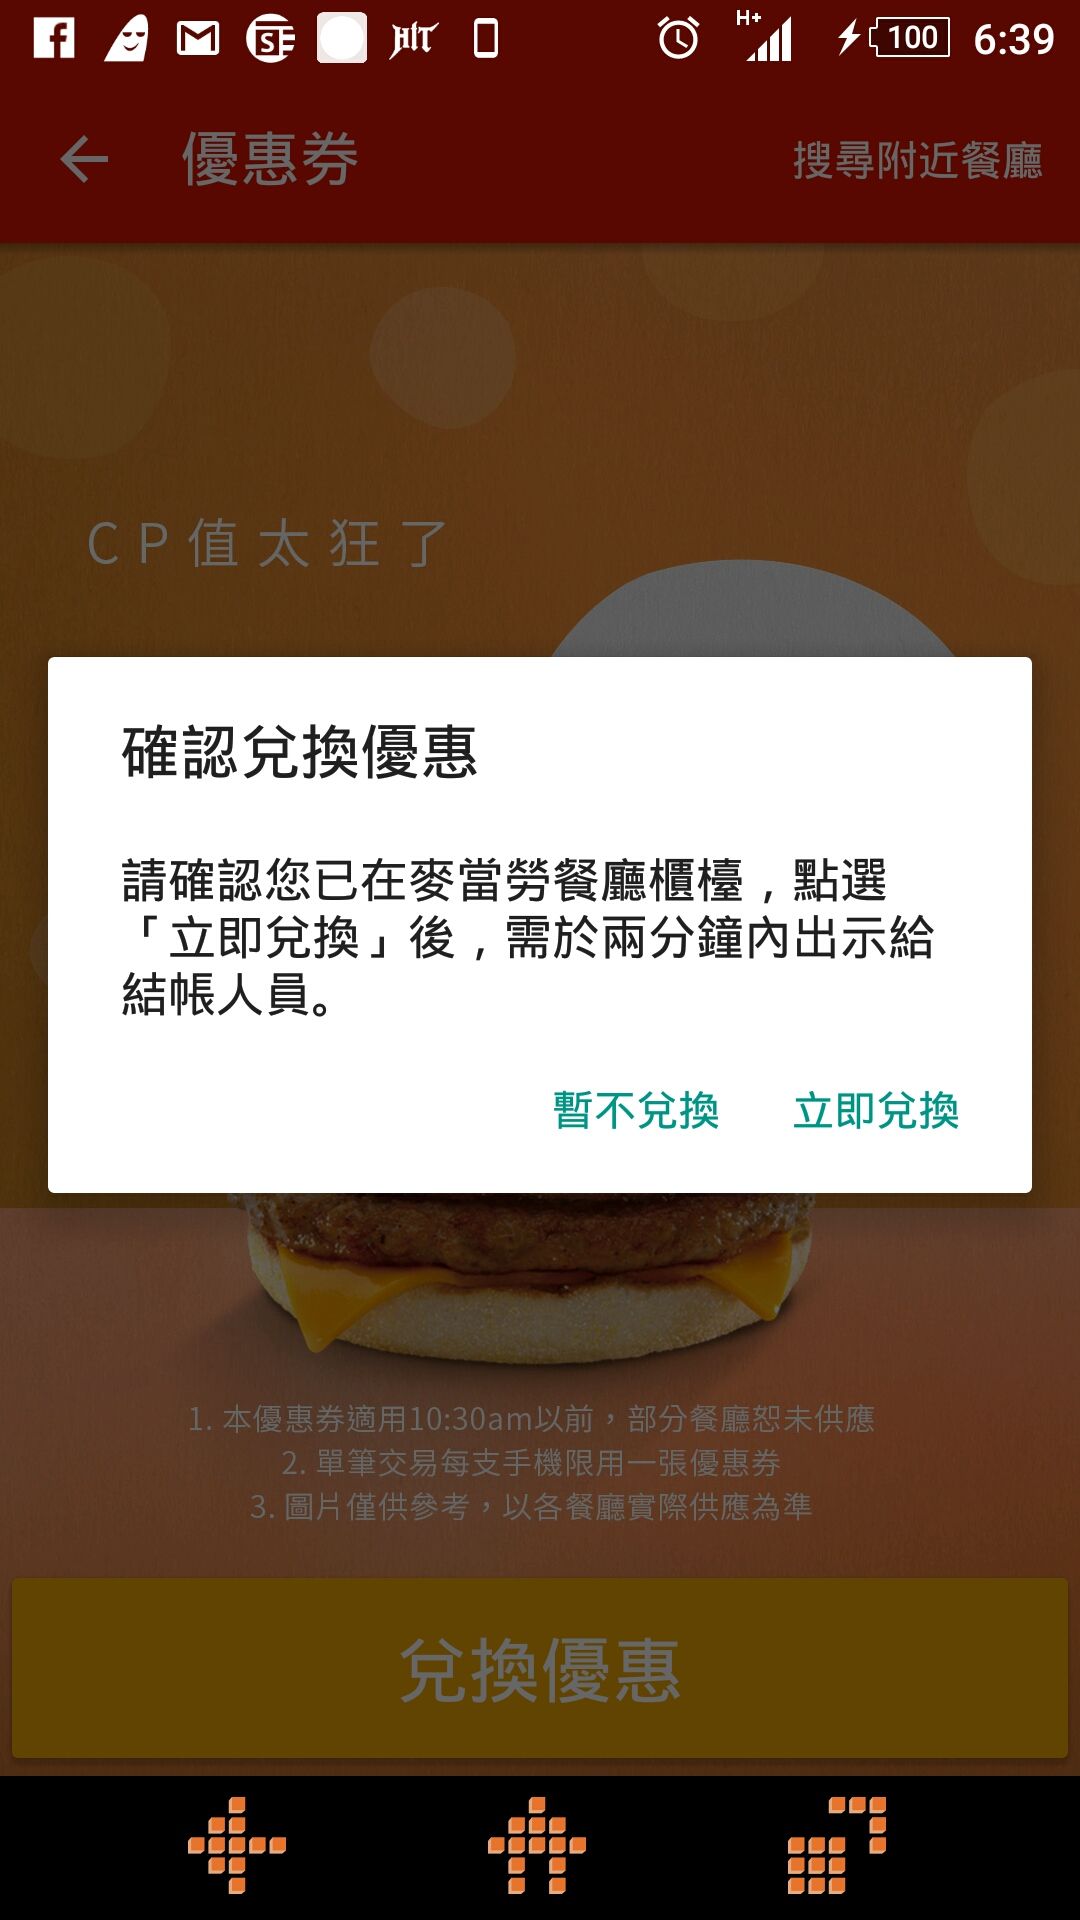 H+
100
6:39
優惠券
搜尋附近餐廳
CP值太狂了
確認兌換優惠
請確認您已在麥當勞餐廳櫃檯，點選
「立即兌換」後，需於兩分鐘內出示給
結帳人員。
暫不兌換
立即兌換
1. 本優惠券適用10:30am以前，部分餐廳恕未供應
2. 單筆交易每支手機限用一張優惠券
3. 圖片僅供參考，以各餐廳實際供應為準
兌換優惠